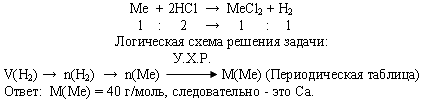 Me + 2HCl → MeCl₂ + H₂
1 : 2 → 1 : 1
Логическая схема решения задачи:
У.Х.Р.
V(H₂) → n(H₂) → n(Me) ⟶ M(Me) (Периодическая таблица)
Ответ: M(Me) = 40 г/моль, следовательно - это Ca.